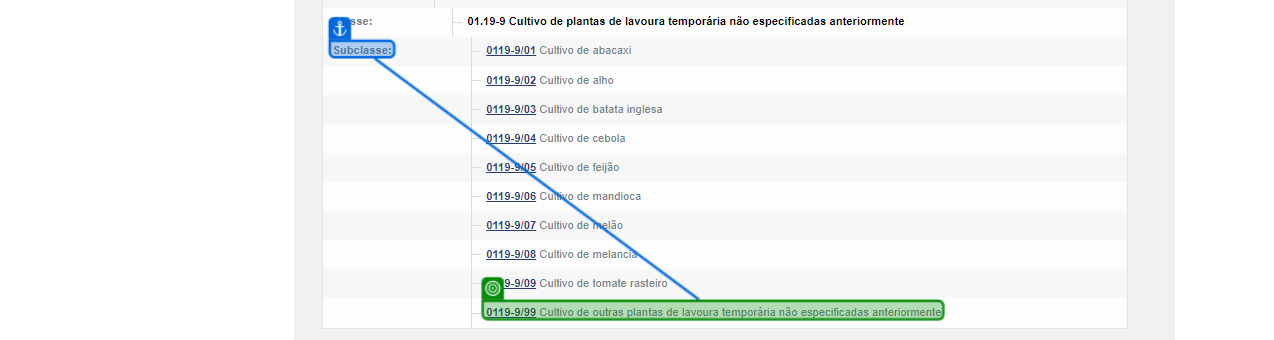 sse: 01.19-9 Cultivo de plantas de lavoura temporária não especificadas anteriormente
Subclasse: 0119-9/01 Cultivo de abacaxi
0119-9/02 Cultivo de alho
0119-9/03 Cultivo de batata inglesa
0119-9/04 Cultivo de cebola
0119-9/05 Cultivo de feijão
0119-9/06 Cultivo de mandioca
0119-9/07 Cultivo de melão
0119-9/08 Cultivo de melancia
9-9/09 Cultivo de tomate rasteiro
0119-9/99 Cultivo de outras plantas de lavoura temporária não especificadas anteriormente